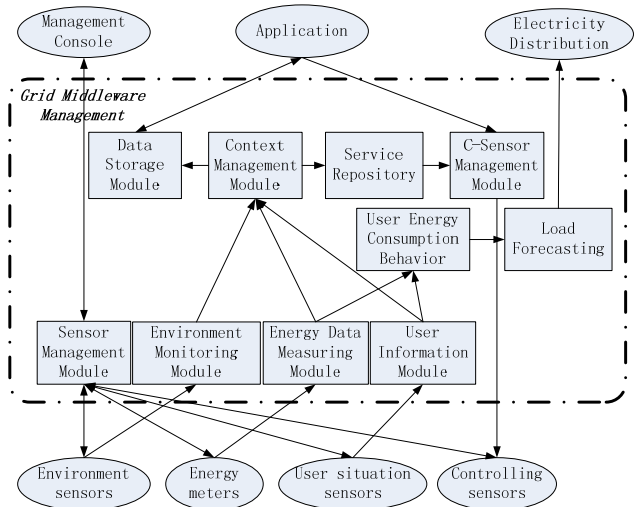 Management
Console
Application
Electricity
Distribution
Grid Middleware
Management
Data
Storage
Module
Context
Management
Module
Service
Repository
C-Sensor
Management
Module
User Energy
Consumption
Behavior
Load
Forecasting
Sensor
Management
Module
Environment
Monitoring
Module
Energy Data
Measuring
Module
User
Information
Module
Environment
sensors
Energy
meters
User situation
sensors
Controlling
sensors